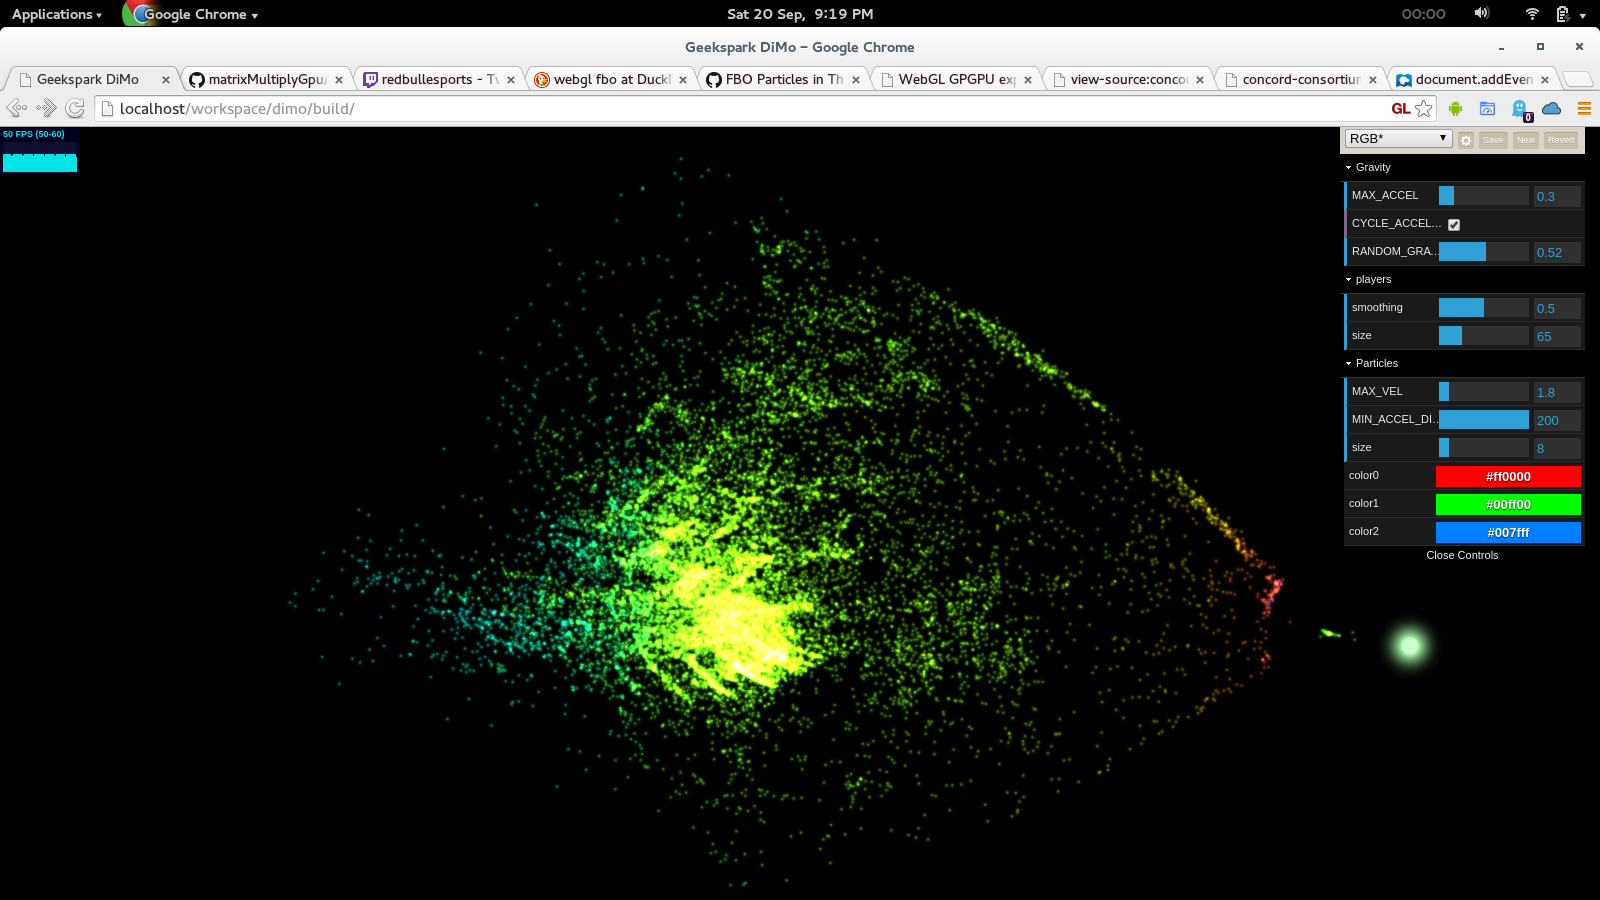 Applications
Google Chrome
Sat 20 Sep, 9:19 PM
00:00
Geekspark DiMo - Google Chrome
Geekspark DiMo
matrixMultiplyGpu/
redbullesports - Tw
webgl fbo at Duckl
FBO Particles in Th
WebGL GPGPU exp
view-source:conco
concord-consortiun
document.addEven
localhost/workspace/dimo/build/
GL
0
50 FPS (50-60)
RGB*
Save
New
Revert
Gravity
MAX_ACCEL 0.3
CYCLE_ACCEL...
RANDOM_GRA... 0.52
players
smoothing 0.5
size 65
Particles
MAX_VEL 1.8
MIN_ACCEL_DI... 200
size 8
color0 #ff0000
color1 #00ff00
color2 #007fff
Close Controls